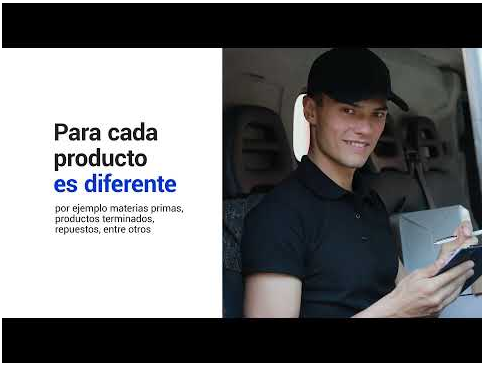 Para cada
producto
es diferente
por ejemplo materias primas,
productos terminados,
repuestos, entre otros